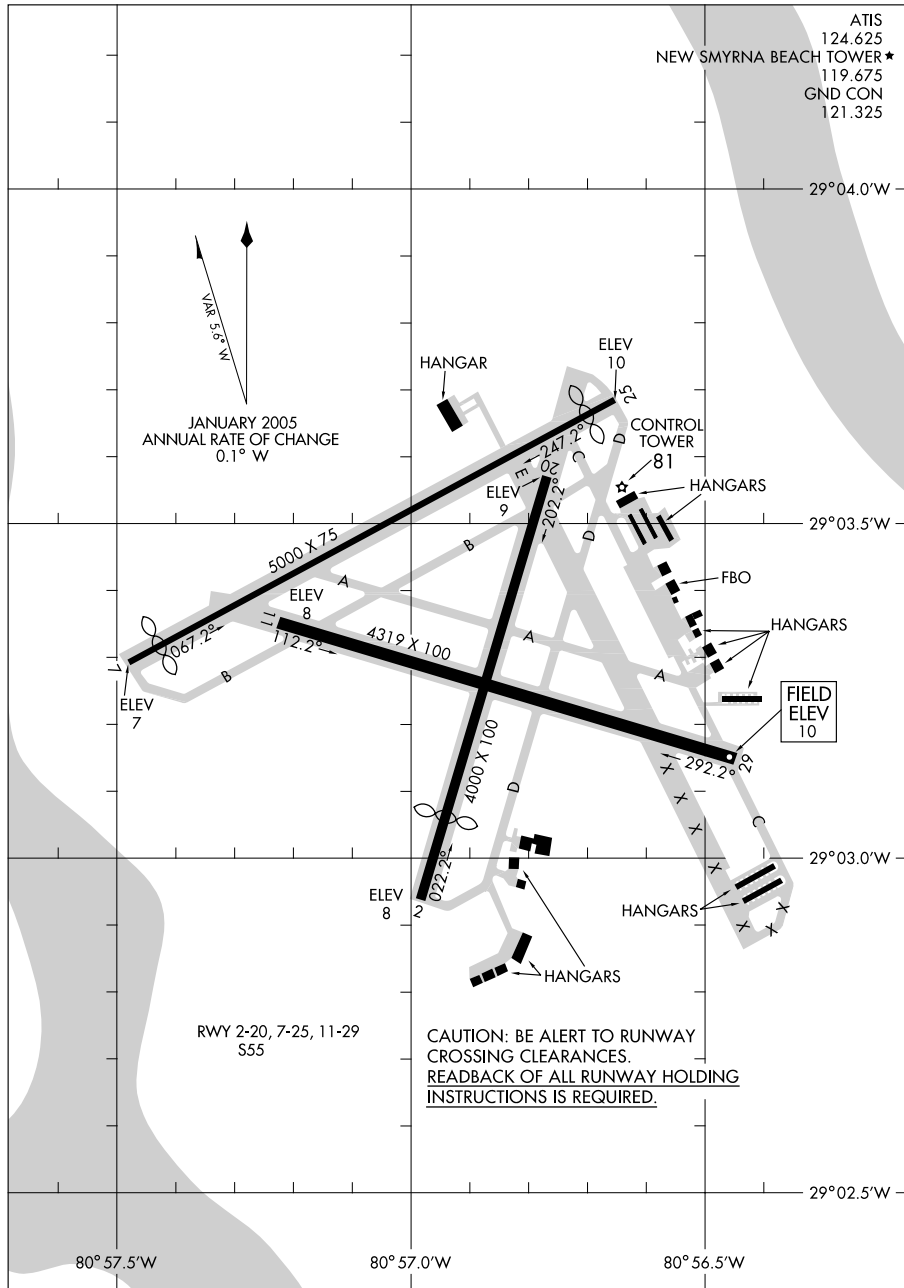 ATIS
124.625
NEW SMYRNA BEACH TOWER★
119.675
GND CON
121.325
29°04.0'W
VAR 5.6° W
JANUARY 2005
ANNUAL RATE OF CHANGE
0.1° W
HANGAR
ELEV
10
25
CONTROL
TOWER
81
247.2°
C
D
E
20
ELEV
9
202.2°
HANGARS
29°03.5'W
5000 X 75
B
D
A
FBO
ELEV
8
11
112.2°
4319 X 100
067.2°
7
ELEV
7
B
A
HANGARS
A
FIELD
ELEV
10
29
292.2°
4000 X 100
D
X
X
X
C
29°03.0'W
X
022.2°
ELEV
8
2
HANGARS
X
X
X
HANGARS
RWY 2-20, 7-25, 11-29
S55
CAUTION: BE ALERT TO RUNWAY
CROSSING CLEARANCES.
READBACK OF ALL RUNWAY HOLDING
INSTRUCTIONS IS REQUIRED.
29°02.5'W
80°57.5'W
80°57.0'W
80°56.5'W